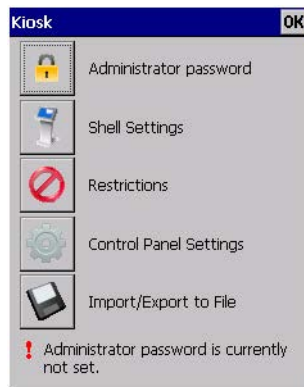 Kiosk OK
Administrator password
Shell Settings
Restrictions
Control Panel Settings
Import/Export to File
Administrator password is currently
not set.